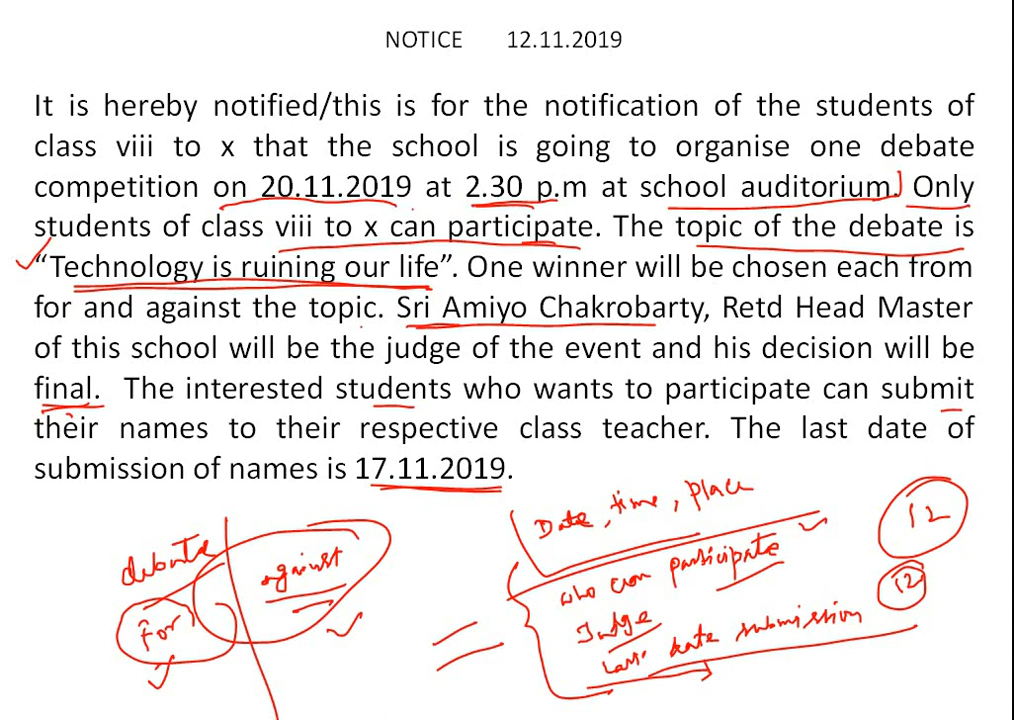 NOTICE 12.11.2019
It is hereby notified/this is for the notification of the students of
class viii to x that the school is going to organise one debate
competition on 20.11.2019 at 2.30 p.m at school auditorium. Only
students of class viii to x can participate. The topic of the debate is
“Technology is ruining our life”. One winner will be chosen each from
for and against the topic. Sri Amiyo Chakrobarty, Retd Head Master
of this school will be the judge of the event and his decision will be
final. The interested students who wants to participate can submit
their names to their respective class teacher. The last date of
submission of names is 17.11.2019.
Date, time, place
12
debate
against
who can participate
12
For
Judge
Last date submission